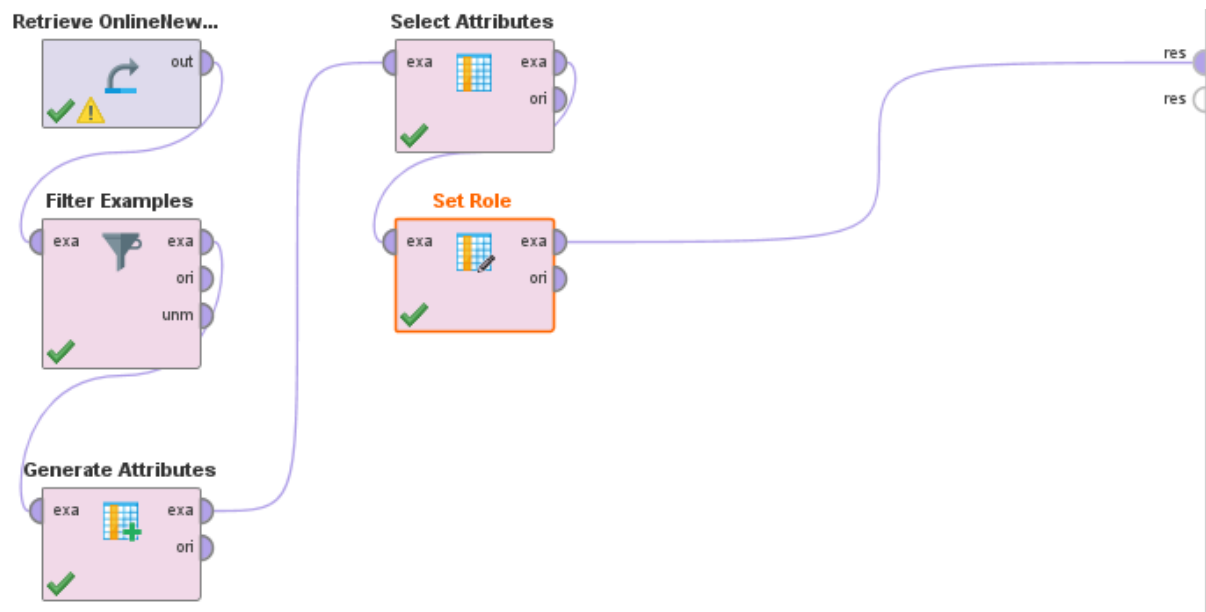 Retrieve OnlineNew...
out
Filter Examples
exa
exa
ori
unm
Generate Attributes
exa
exa
ori
Select Attributes
exa
exa
ori
Set Role
exa
exa
ori
res
res